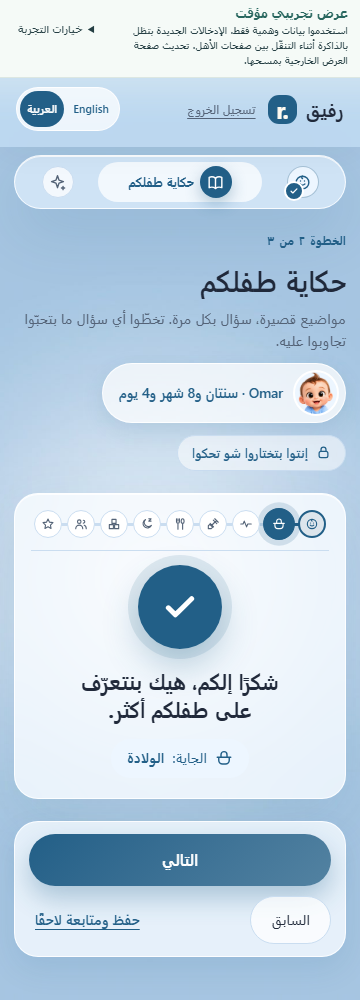 عرض تجريبي مؤقت
استخدموا بيانات وهمية فقط. الإدخالات الجديدة بتظل
بالذاكرة أثناء التنقّل بين صفحات الأهل. تحديث صفحة
العرض الخارجية بمسحها.
خيارات التجربة
رفيق
r.
تسجيل الخروج
English
العربية
حكاية طفلكم
الخطوة ٢ من ٣
حكاية طفلكم
مواضيع قصيرة، سؤال بكل مرة. تخطّوا أي سؤال ما بتحبّوا
تجاوبوا عليه.
Omar · سنتان و8 شهر و4 يوم
إنتوا بتختاروا شو تحكوا
شكرًا إلكم، هيك بنتعرّف
على طفلكم أكثر.
الجاية: الولادة
التالي
السابق
حفظ ومتابعة لاحقًا